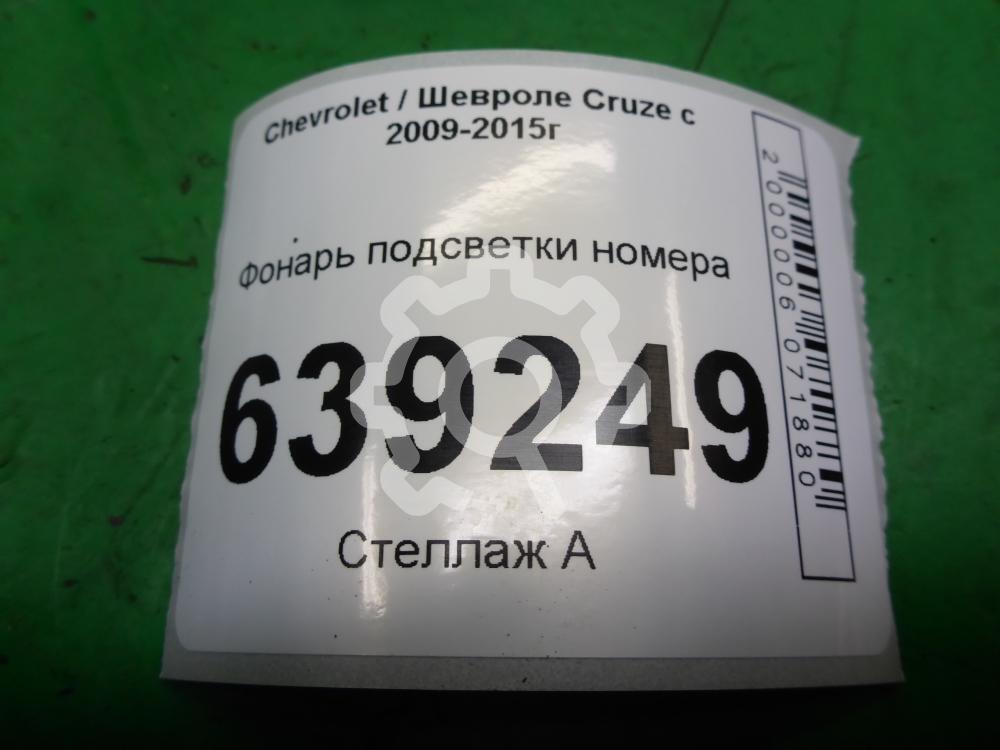 Chevrolet / Шевроле Cruze с
2009-2015г
Фонарь подсветки номера
639249
Стеллаж А
2000006071880